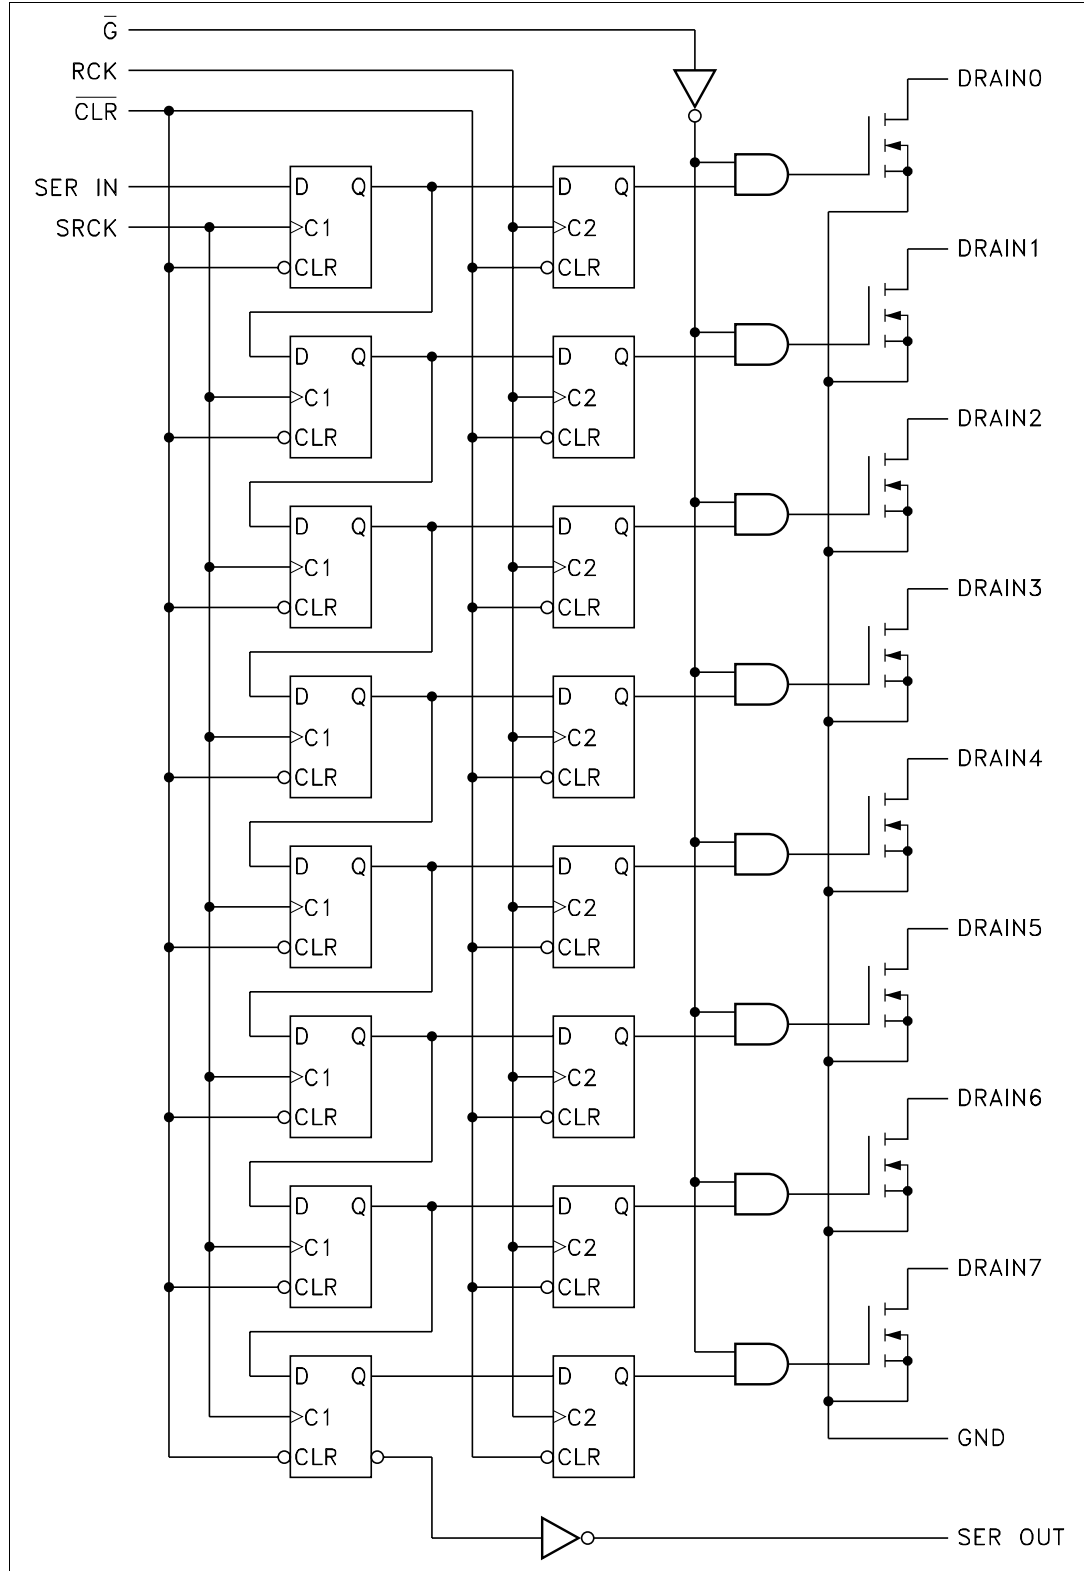 G
RCK
CLR
DRAIN0
SER IN D Q D Q
SRCK C1 C2
CLR CLR
DRAIN1
D Q D Q
C1 C2
CLR CLR
DRAIN2
D Q D Q
C1 C2
CLR CLR
DRAIN3
D Q D Q
C1 C2
CLR CLR
DRAIN4
D Q D Q
C1 C2
CLR CLR
DRAIN5
D Q D Q
C1 C2
CLR CLR
DRAIN6
D Q D Q
C1 C2
CLR CLR
DRAIN7
D Q D Q
C1 C2
GND
CLR CLR
SER OUT